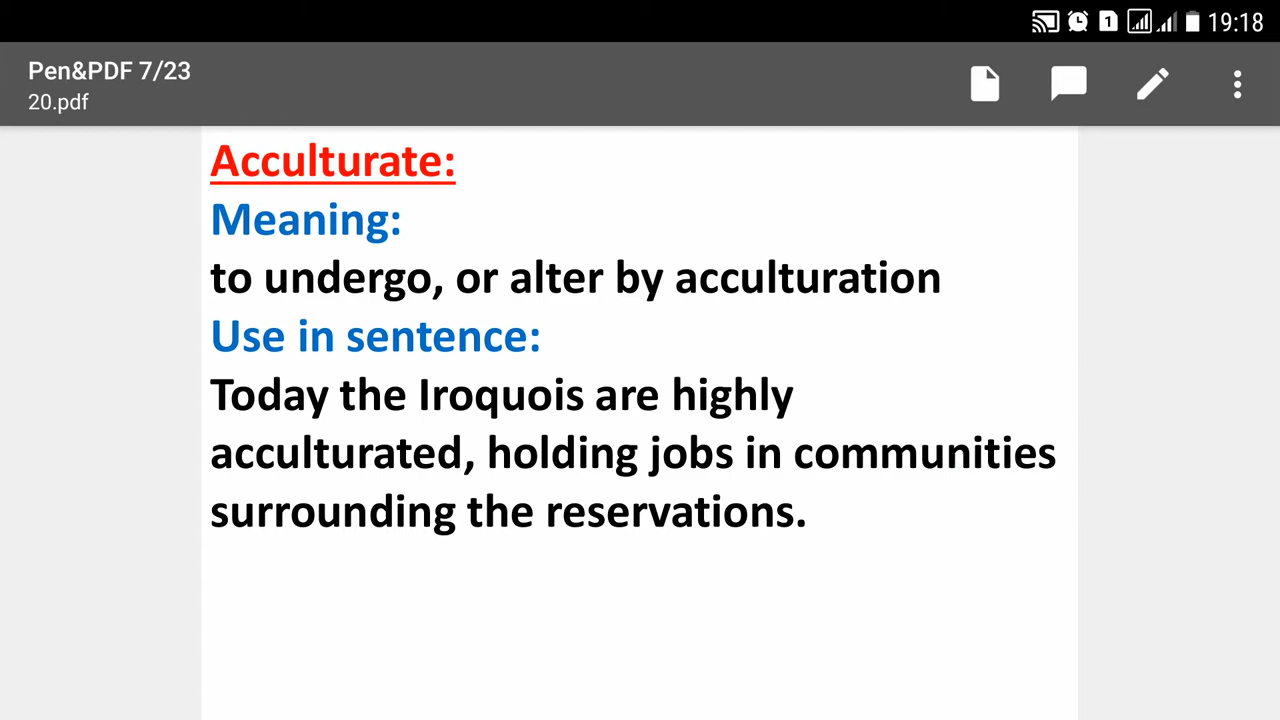 1 19:18
Pen&PDF 7/23
20.pdf
Acculturate:
Meaning:
to undergo, or alter by acculturation
Use in sentence:
Today the Iroquois are highly
acculturated, holding jobs in communities
surrounding the reservations.